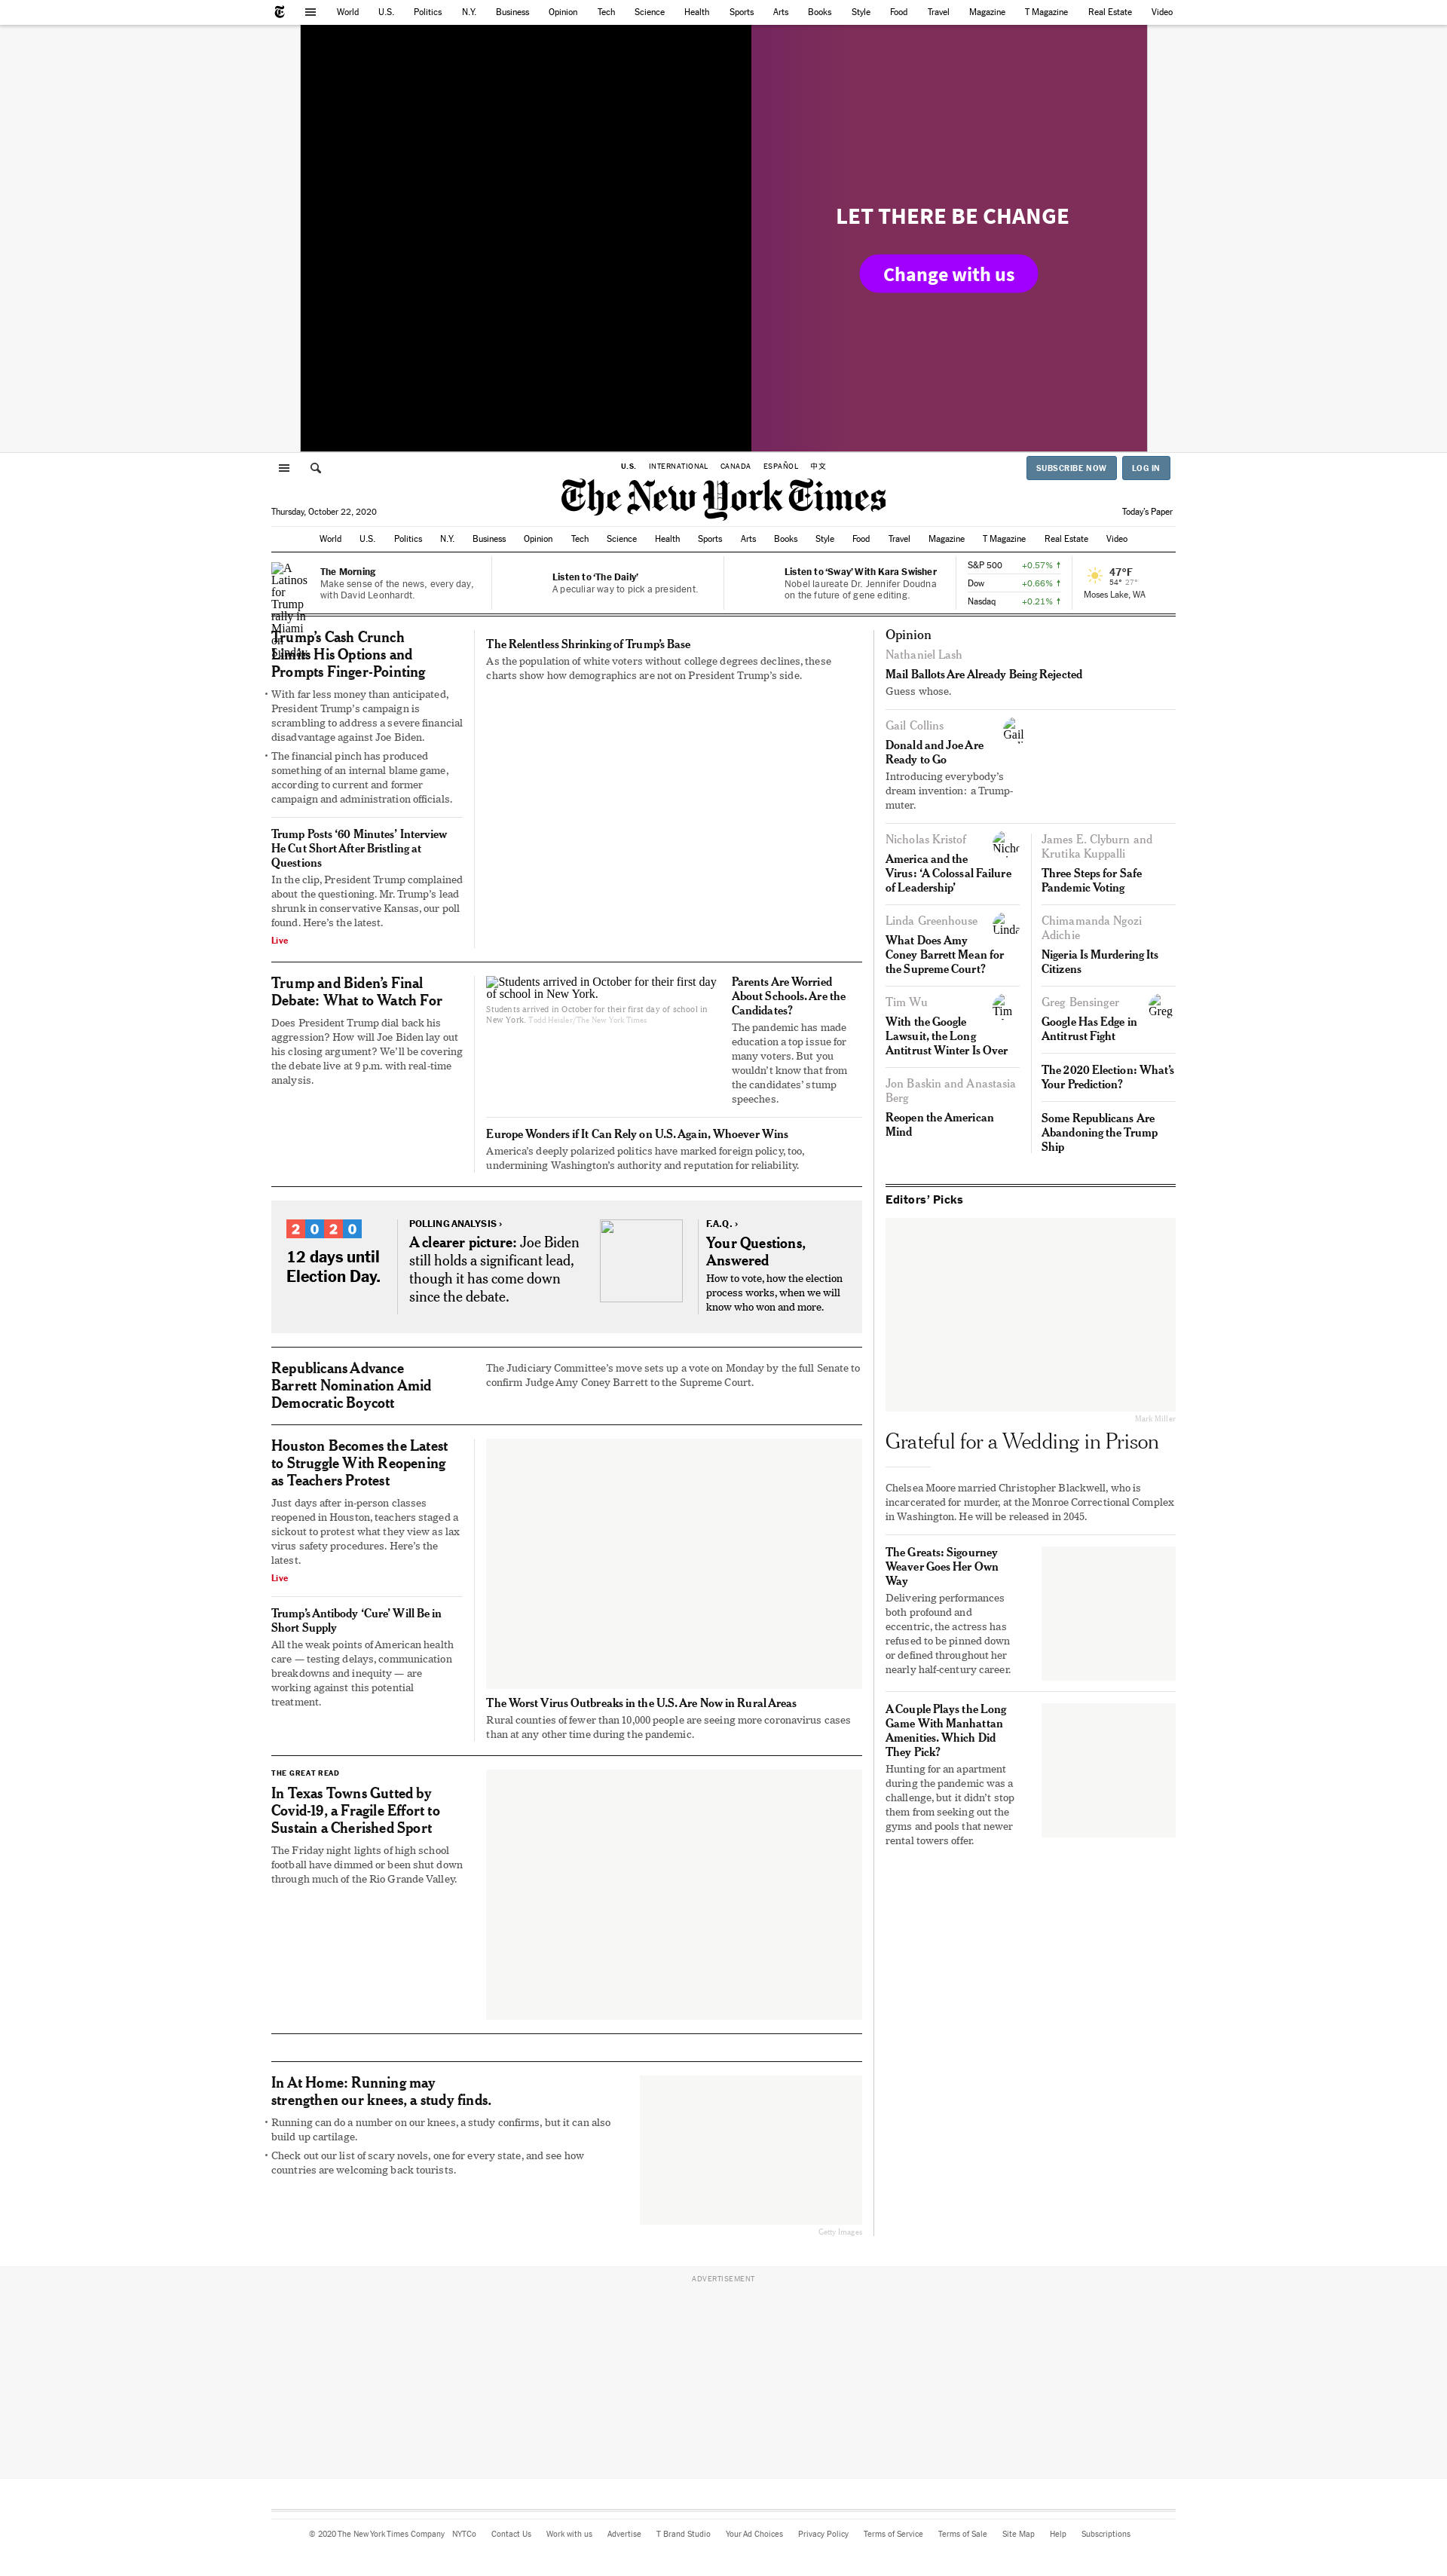 World U.S. Politics N.Y. Business Opinion Tech Science Health Sports Arts Books Style Food Travel Magazine T Magazine Real Estate Video
LET THERE BE CHANGE
Change with us
U.S. INTERNATIONAL CANADA ESPAÑOL 中文
SUBSCRIBE NOW LOG IN
The New York Times
Thursday, October 22, 2020
Today's Paper
World U.S. Politics N.Y. Business Opinion Tech Science Health Sports Arts Books Style Food Travel Magazine T Magazine Real Estate Video
A
Latinos
for
Trump
rally in
Miami
on
Sunday.
The Morning
Make sense of the news, every day,
with David Leonhardt.
Listen to ‘The Daily’
A peculiar way to pick a president.
Listen to ‘Sway’ With Kara Swisher
Nobel laureate Dr. Jennifer Doudna
on the future of gene editing.
S&P 500 +0.57% ↑
Dow +0.66% ↑
Nasdaq +0.21% ↑
47°F
54° 27°
Moses Lake, WA
Trump’s Cash Crunch
Limits His Options and
Prompts Finger-Pointing
• With far less money than anticipated,
President Trump’s campaign is
scrambling to address a severe financial
disadvantage against Joe Biden.
• The financial pinch has produced
something of an internal blame game,
according to current and former
campaign and administration officials.
Trump Posts ‘60 Minutes’ Interview
He Cut Short After Bristling at
Questions
In the clip, President Trump complained
about the questioning. Mr. Trump’s lead
shrunk in conservative Kansas, our poll
found. Here’s the latest.
Live
The Relentless Shrinking of Trump’s Base
As the population of white voters without college degrees declines, these
charts show how demographics are not on President Trump’s side.
Trump and Biden’s Final
Debate: What to Watch For
Does President Trump dial back his
aggression? How will Joe Biden lay out
his closing argument? We’ll be covering
the debate live at 9 p.m. with real-time
analysis.
Students arrived in October for their first day
of school in New York.
Students arrived in October for their first day of school in
New York. Todd Heisler/The New York Times
Parents Are Worried
About Schools. Are the
Candidates?
The pandemic has made
education a top issue for
many voters. But you
wouldn’t know that from
the candidates’ stump
speeches.
Europe Wonders if It Can Rely on U.S. Again, Whoever Wins
America’s deeply polarized politics have marked foreign policy, too,
undermining Washington’s authority and reputation for reliability.
2020
12 days until
Election Day.
POLLING ANALYSIS ›
A clearer picture: Joe Biden
still holds a significant lead,
though it has come down
since the debate.
F.A.Q. ›
Your Questions,
Answered
How to vote, how the election
process works, when we will
know who won and more.
Republicans Advance
Barrett Nomination Amid
Democratic Boycott
The Judiciary Committee’s move sets up a vote on Monday by the full Senate to
confirm Judge Amy Coney Barrett to the Supreme Court.
Houston Becomes the Latest
to Struggle With Reopening
as Teachers Protest
Just days after in-person classes
reopened in Houston, teachers staged a
sickout to protest what they view as lax
virus safety procedures. Here’s the
latest.
Live
Trump’s Antibody ‘Cure’ Will Be in
Short Supply
All the weak points of American health
care — testing delays, communication
breakdowns and inequity — are
working against this potential
treatment.
The Worst Virus Outbreaks in the U.S. Are Now in Rural Areas
Rural counties of fewer than 10,000 people are seeing more coronavirus cases
than at any other time during the pandemic.
THE GREAT READ
In Texas Towns Gutted by
Covid-19, a Fragile Effort to
Sustain a Cherished Sport
The Friday night lights of high school
football have dimmed or been shut down
through much of the Rio Grande Valley.
In At Home: Running may
strengthen our knees, a study finds.
• Running can do a number on our knees, a study confirms, but it can also
build up cartilage.
• Check out our list of scary novels, one for every state, and see how
countries are welcoming back tourists.
Getty Images
Opinion
Nathaniel Lash
Mail Ballots Are Already Being Rejected
Guess whose.
Gail Collins
Gail
Donald and Joe Are
Ready to Go
Introducing everybody’s
dream invention: a Trump-
muter.
Nicholas Kristof
Nicho
America and the
Virus: ‘A Colossal Failure
of Leadership’
Linda Greenhouse
Linda
What Does Amy
Coney Barrett Mean for
the Supreme Court?
Tim Wu
Tim
With the Google
Lawsuit, the Long
Antitrust Winter Is Over
Jon Baskin and Anastasia
Berg
Reopen the American
Mind
James E. Clyburn and
Krutika Kuppalli
Three Steps for Safe
Pandemic Voting
Chimamanda Ngozi
Adichie
Nigeria Is Murdering Its
Citizens
Greg Bensinger
Greg
Google Has Edge in
Antitrust Fight
The 2020 Election: What’s
Your Prediction?
Some Republicans Are
Abandoning the Trump
Ship
Editors’ Picks
Mark Miller
Grateful for a Wedding in Prison
Chelsea Moore married Christopher Blackwell, who is
incarcerated for murder, at the Monroe Correctional Complex
in Washington. He will be released in 2045.
The Greats: Sigourney
Weaver Goes Her Own
Way
Delivering performances
both profound and
eccentric, the actress has
refused to be pinned down
or defined throughout her
nearly half-century career.
A Couple Plays the Long
Game With Manhattan
Amenities. Which Did
They Pick?
Hunting for an apartment
during the pandemic was a
challenge, but it didn’t stop
them from seeking out the
gyms and pools that newer
rental towers offer.
ADVERTISEMENT
© 2020 The New York Times Company NYTCo Contact Us Work with us Advertise T Brand Studio Your Ad Choices Privacy Policy Terms of Service Terms of Sale Site Map Help Subscriptions